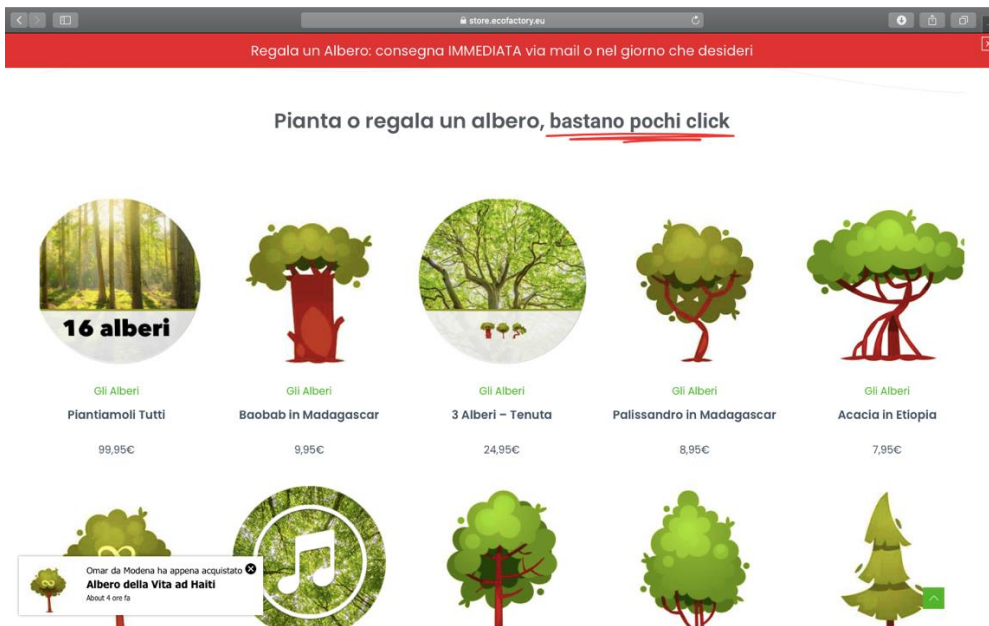 store.ecofactory.eu
Regala un Albero: consegna IMMEDIATA via mail o nel giorno che desideri
Pianta o regala un albero, bastano pochi click
16 alberi
Gli Alberi
Piantiamoli Tutti
99,95€
Gli Alberi
Baobab in Madagascar
9,95€
Gli Alberi
3 Alberi – Tenuta
24,95€
Gli Alberi
Palissandro in Madagascar
8,95€
Gli Alberi
Acacia in Etiopia
7,95€
Omar da Modena ha appena acquistato
Albero della Vita ad Haiti
About 4 ore fa